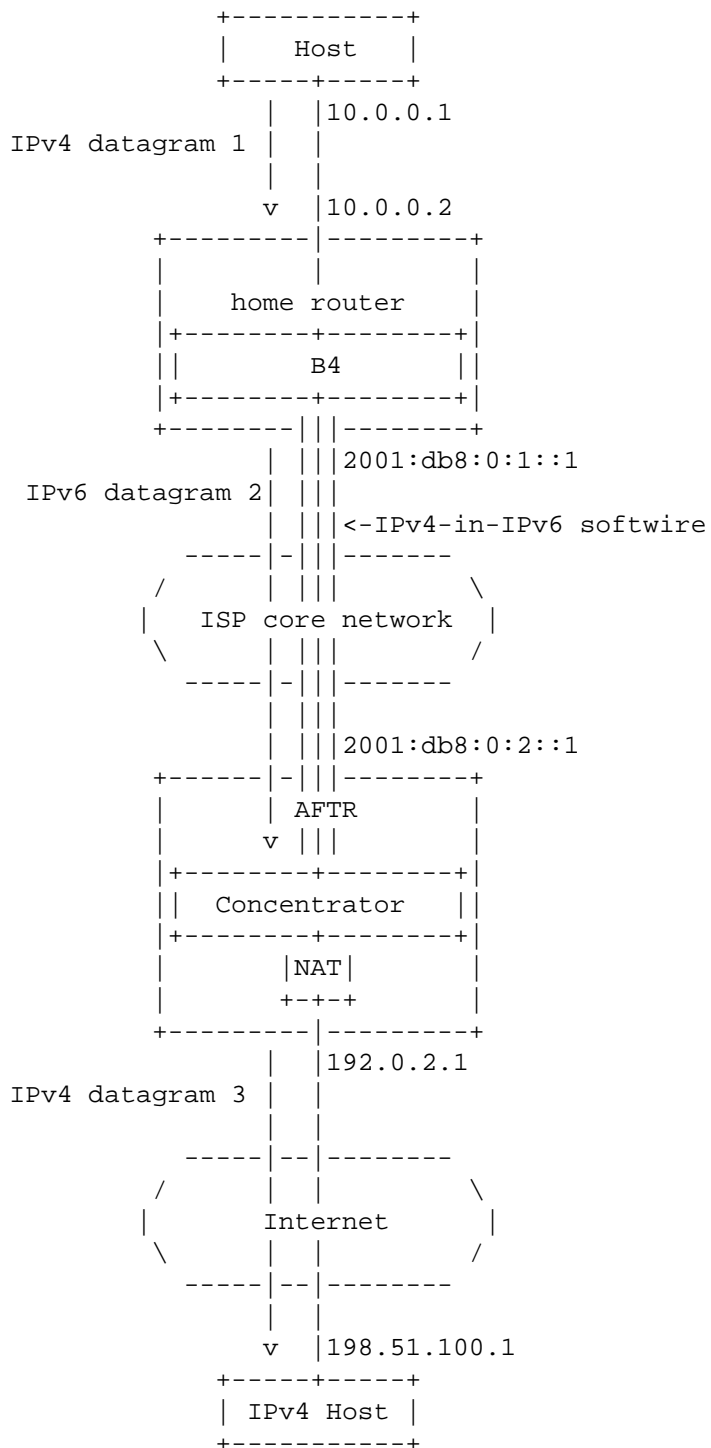 Host
10.0.0.1
IPv4 datagram 1
v 10.0.0.2
home router
B4
2001:db8:0:1::1
IPv6 datagram 2
<-IPv4-in-IPv6 softwire
ISP core network
2001:db8:0:2::1
AFTR
v
Concentrator
NAT
192.0.2.1
IPv4 datagram 3
Internet
v 198.51.100.1
IPv4 Host